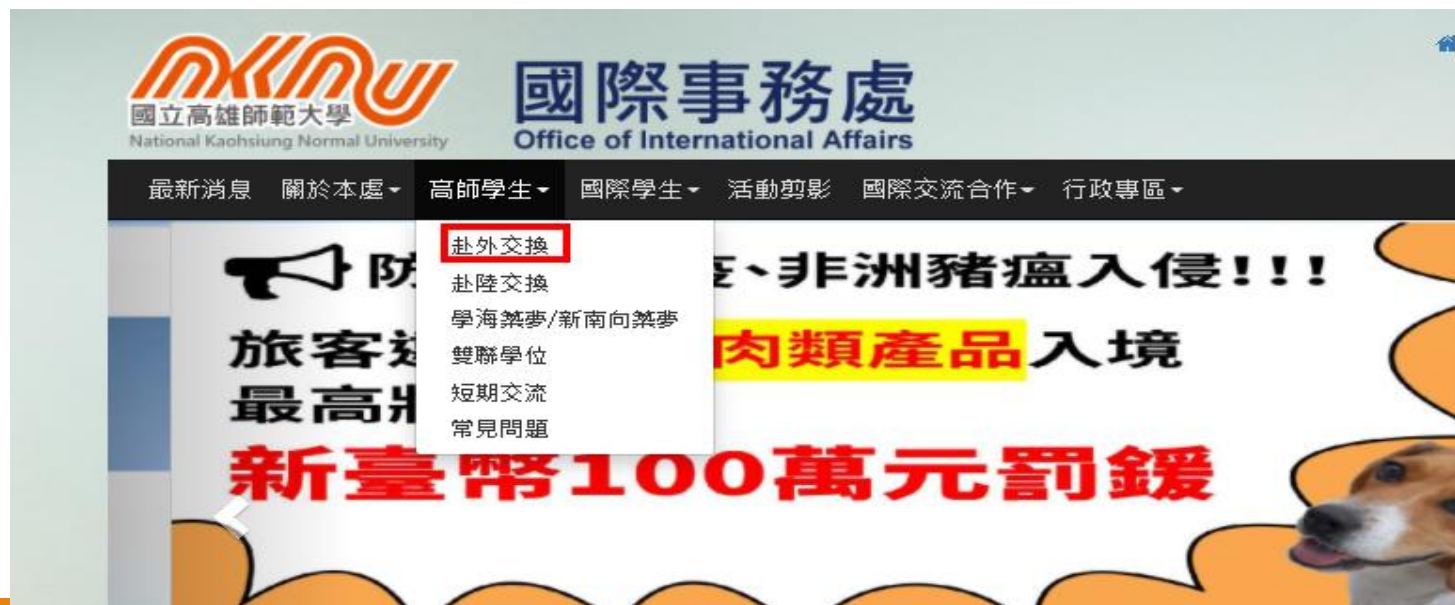 nknu
國立高雄師範大學
National Kaohsiung Normal University
國際事務處
Office of International Affairs
最新消息 關於本處 高師學生 國際學生 活動剪影 國際交流合作 行政專區
赴外交換
赴陸交換
學海築夢/新南向築夢
雙聯學位
短期交流
常見問題
防 、非洲豬瘟入侵!!!
旅客 肉類產品入境
最高
新臺幣100萬元罰鍰